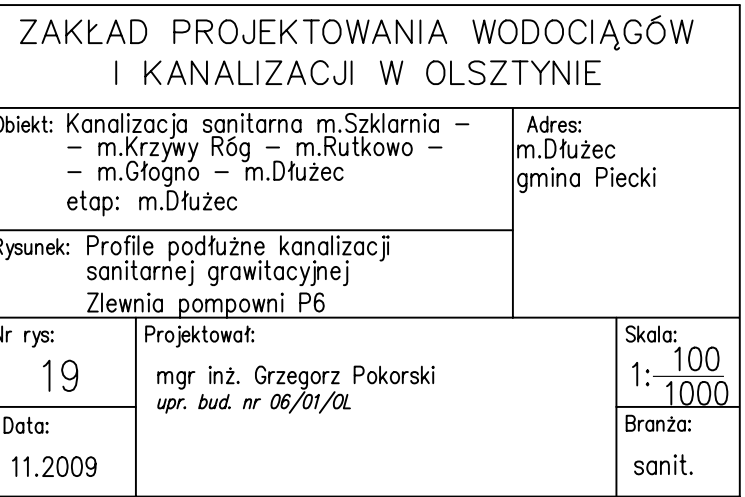 ZAKŁAD PROJEKTOWANIA WODOCIĄGÓW
I KANALIZACJI W OLSZTYNIE
Obiekt: Kanalizacja sanitarna m.Szklarnia –
– m.Krzywy Róg – m.Rutkowo –
– m.Głogno – m.Dłużec
etap: m.Dłużec
Adres:
m.Dłużec
gmina Piecki
Rysunek: Profile podłużne kanalizacji
sanitarnej grawitacyjnej
Zlewnia pompowni P6
Nr rys:
19
Projektował:
mgr inż. Grzegorz Pokorski
upr. bud. nr 06/01/OL
Skala:
1: 100
1000
Data:
11.2009
Branża:
sanit.